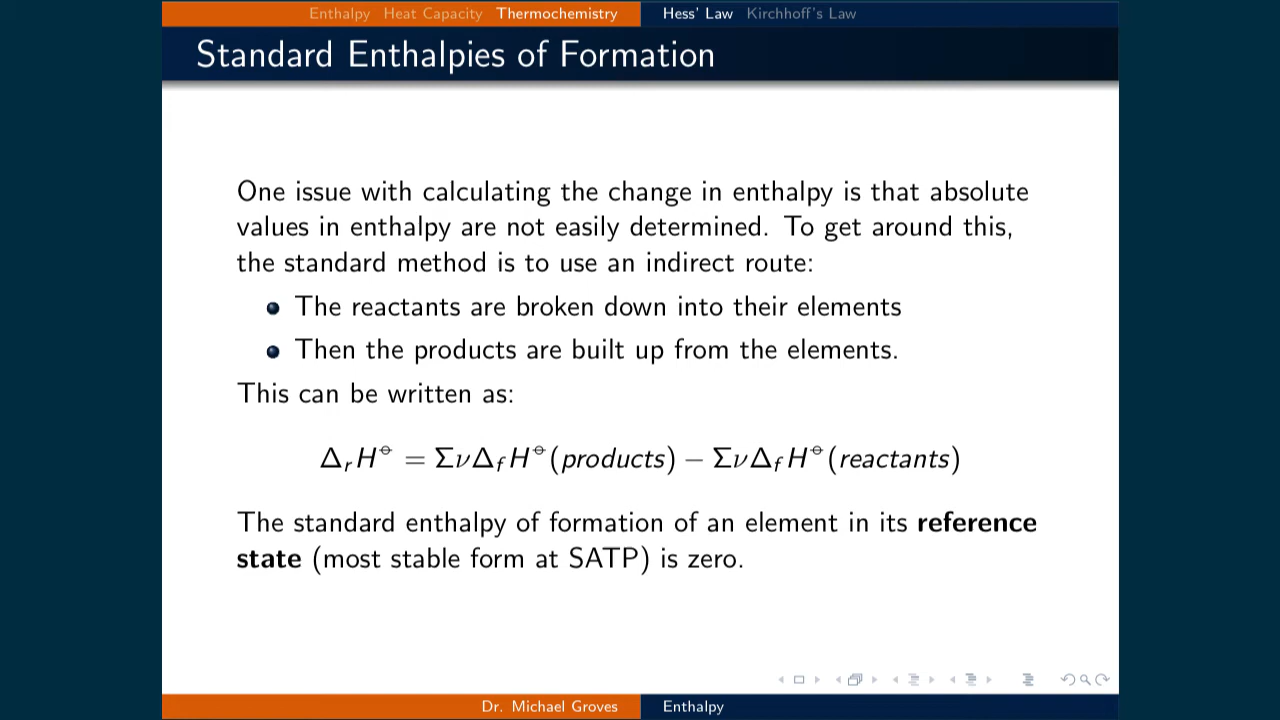 Enthalpy Heat Capacity Thermochemistry Hess' Law Kirchhoff's Law
Standard Enthalpies of Formation
One issue with calculating the change in enthalpy is that absolute
values in enthalpy are not easily determined. To get around this,
the standard method is to use an indirect route:
The reactants are broken down into their elements
Then the products are built up from the elements.
This can be written as:
ΔᵣH⦵ = ΣνΔ_fH⦵(products) − ΣνΔ_fH⦵(reactants)
The standard enthalpy of formation of an element in its reference
state (most stable form at SATP) is zero.
Dr. Michael Groves Enthalpy